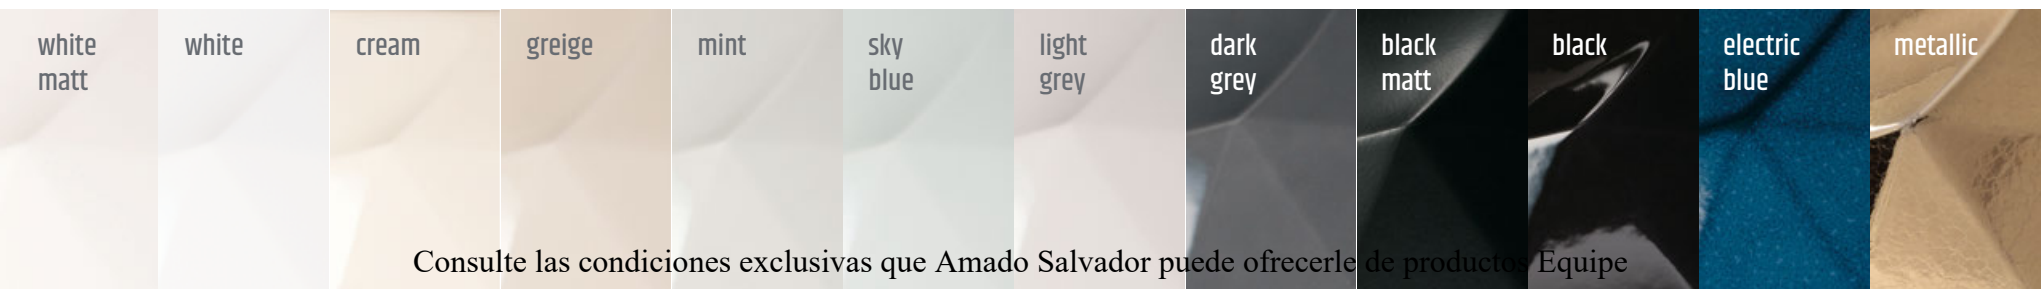 white
matt
white
cream
greige
mint
sky
blue
light
grey
dark
grey
black
matt
black
electric
blue
metallic
Consulte las condiciones exclusivas que Amado Salvador puede ofrecerle de productos Equipe